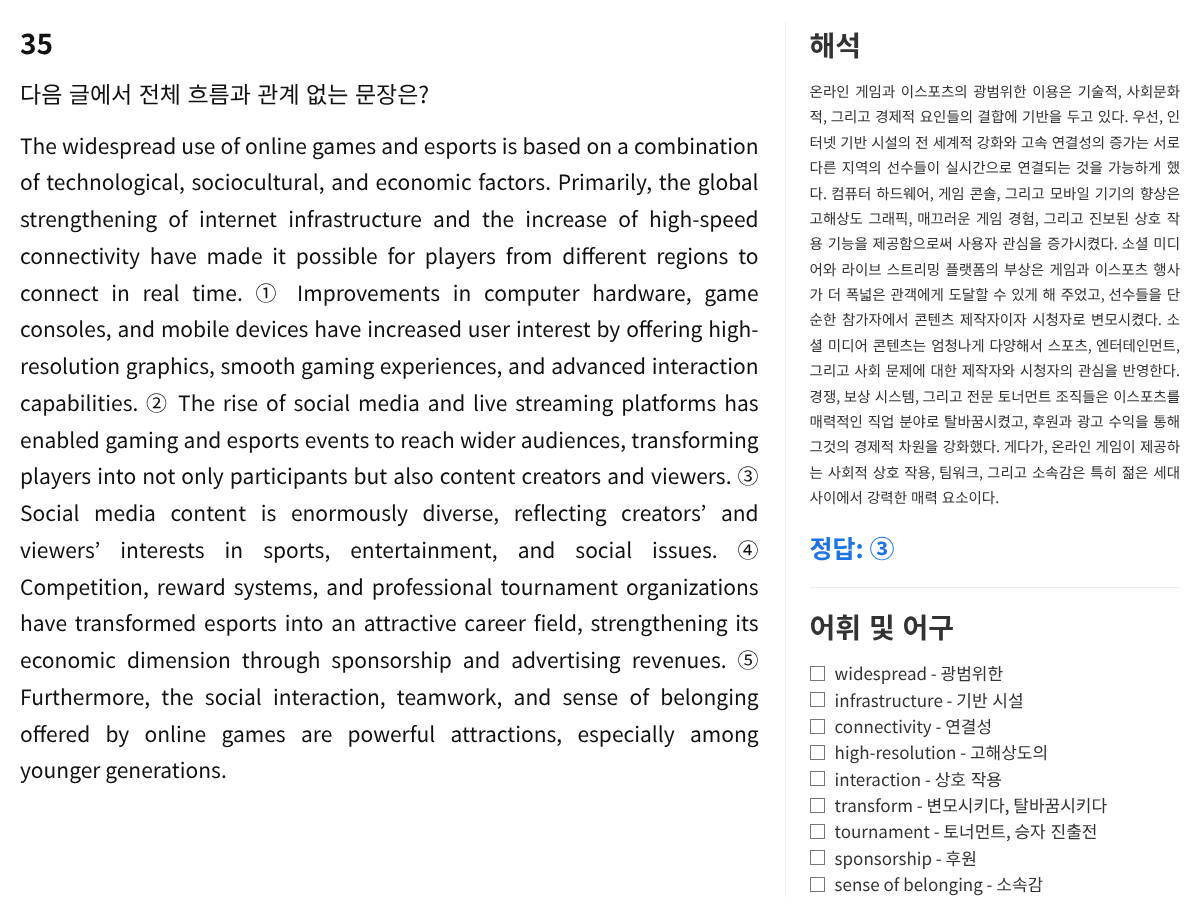 35
다음 글에서 전체 흐름과 관계 없는 문장은?
The widespread use of online games and esports is based on a combination
of technological, sociocultural, and economic factors. Primarily, the global
strengthening of internet infrastructure and the increase of high-speed
connectivity have made it possible for players from different regions to
connect in real time. ① Improvements in computer hardware, game
consoles, and mobile devices have increased user interest by offering high-
resolution graphics, smooth gaming experiences, and advanced interaction
capabilities. ② The rise of social media and live streaming platforms has
enabled gaming and esports events to reach wider audiences, transforming
players into not only participants but also content creators and viewers. ③
Social media content is enormously diverse, reflecting creators’ and
viewers’ interests in sports, entertainment, and social issues. ④
Competition, reward systems, and professional tournament organizations
have transformed esports into an attractive career field, strengthening its
economic dimension through sponsorship and advertising revenues. ⑤
Furthermore, the social interaction, teamwork, and sense of belonging
offered by online games are powerful attractions, especially among
younger generations.
해석
온라인 게임과 이스포츠의 광범위한 이용은 기술적, 사회문화
적, 그리고 경제적 요인들의 결합에 기반을 두고 있다. 우선, 인
터넷 기반 시설의 전 세계적 강화와 고속 연결성의 증가는 서로
다른 지역의 선수들이 실시간으로 연결되는 것을 가능하게 했
다. 컴퓨터 하드웨어, 게임 콘솔, 그리고 모바일 기기의 향상은
고해상도 그래픽, 매끄러운 게임 경험, 그리고 진보된 상호 작
용 기능을 제공함으로써 사용자 관심을 증가시켰다. 소셜 미디
어와 라이브 스트리밍 플랫폼의 부상은 게임과 이스포츠 행사
가 더 폭넓은 관객에게 도달할 수 있게 해 주었고, 선수들을 단
순한 참가자에서 콘텐츠 제작자이자 시청자로 변모시켰다. 소
셜 미디어 콘텐츠는 엄청나게 다양해서 스포츠, 엔터테인먼트,
그리고 사회 문제에 대한 제작자와 시청자의 관심을 반영한다.
경쟁, 보상 시스템, 그리고 전문 토너먼트 조직들은 이스포츠를
매력적인 직업 분야로 탈바꿈시켰고, 후원과 광고 수익을 통해
그것의 경제적 차원을 강화했다. 게다가, 온라인 게임이 제공하
는 사회적 상호 작용, 팀워크, 그리고 소속감은 특히 젊은 세대
사이에서 강력한 매력 요소이다.
정답: ③
어휘 및 어구
□ widespread - 광범위한
□ infrastructure - 기반 시설
□ connectivity - 연결성
□ high-resolution - 고해상도의
□ interaction - 상호 작용
□ transform - 변모시키다, 탈바꿈시키다
□ tournament - 토너먼트, 승자 진출전
□ sponsorship - 후원
□ sense of belonging - 소속감